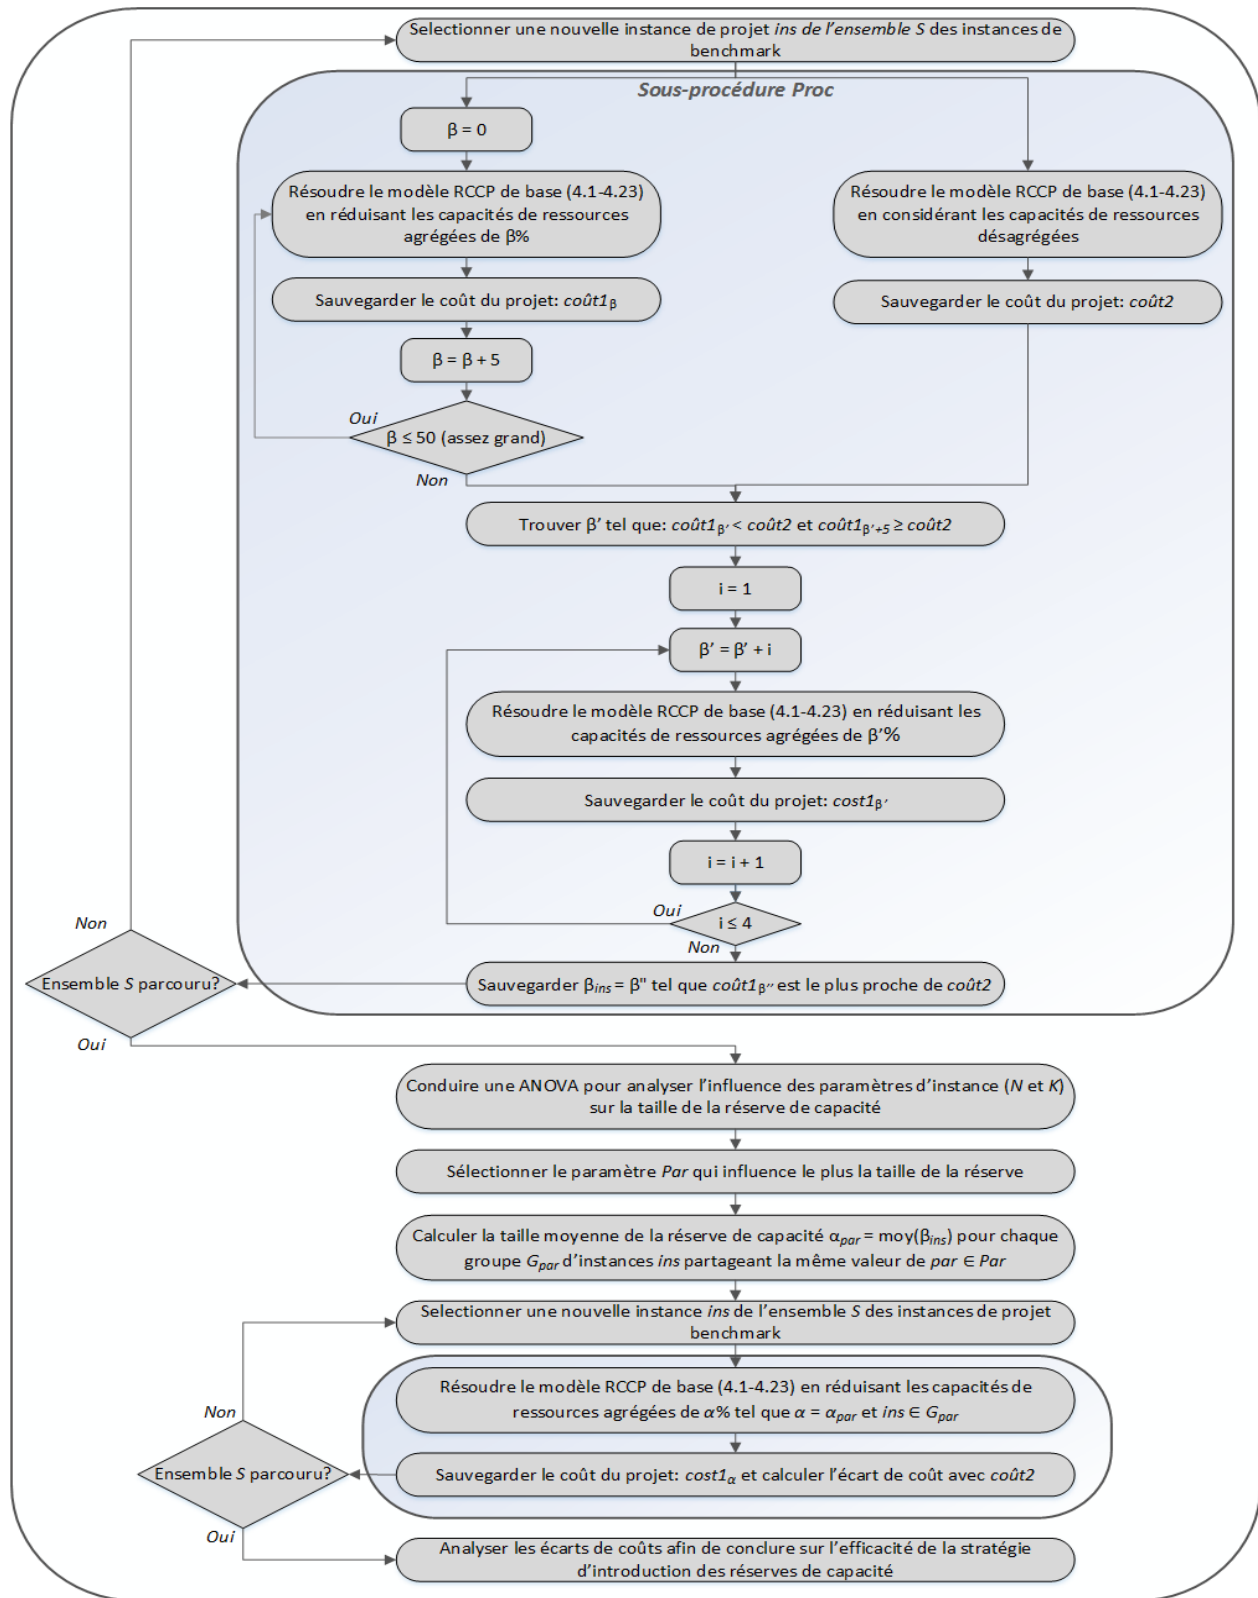 Selectionner une nouvelle instance de projet ins de l'ensemble S des instances de
benchmark
Sous-procédure Proc
β = 0
Résoudre le modèle RCCP de base (4.1-4.23)
en réduisant les capacités de ressources
agrégées de β%
Résoudre le modèle RCCP de base (4.1-4.23)
en considérant les capacités de ressources
désagrégées
Sauvegarder le coût du projet: coût1β
Sauvegarder le coût du projet: coût2
β = β + 5
Oui
β ≤ 50 (assez grand)
Non
Trouver β' tel que: coût1β' < coût2 et coût1β'+5 ≥ coût2
i = 1
β' = β' + i
Résoudre le modèle RCCP de base (4.1-4.23) en réduisant les
capacités de ressources agrégées de β'%
Sauvegarder le coût du projet: cost1β'
i = i + 1
Oui
i ≤ 4
Non
Non
Ensemble S parcouru?
Sauvegarder βins = β" tel que coût1β" est le plus proche de coût2
Oui
Conduire une ANOVA pour analyser l'influence des paramètres d'instance (N et K)
sur la taille de la réserve de capacité
Sélectionner le paramètre Par qui influence le plus la taille de la réserve
Calculer la taille moyenne de la réserve de capacité αpar = moy(βins) pour chaque
groupe Gpar d'instances ins partageant la même valeur de par ∈ Par
Selectionner une nouvelle instance ins de l'ensemble S des instances de projet
benchmark
Résoudre le modèle RCCP de base (4.1-4.23) en réduisant les capacités de
ressources agrégées de α% tel que α = αpar et ins ∈ Gpar
Non
Ensemble S parcouru?
Sauvegarder le coût du projet: cost1α et calculer l'écart de coût avec coût2
Oui
Analyser les écarts de coûts afin de conclure sur l'efficacité de la stratégie
d'introduction des réserves de capacité